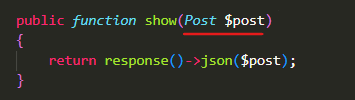 public function show(Post $post)
{
    return response()->json($post);
}